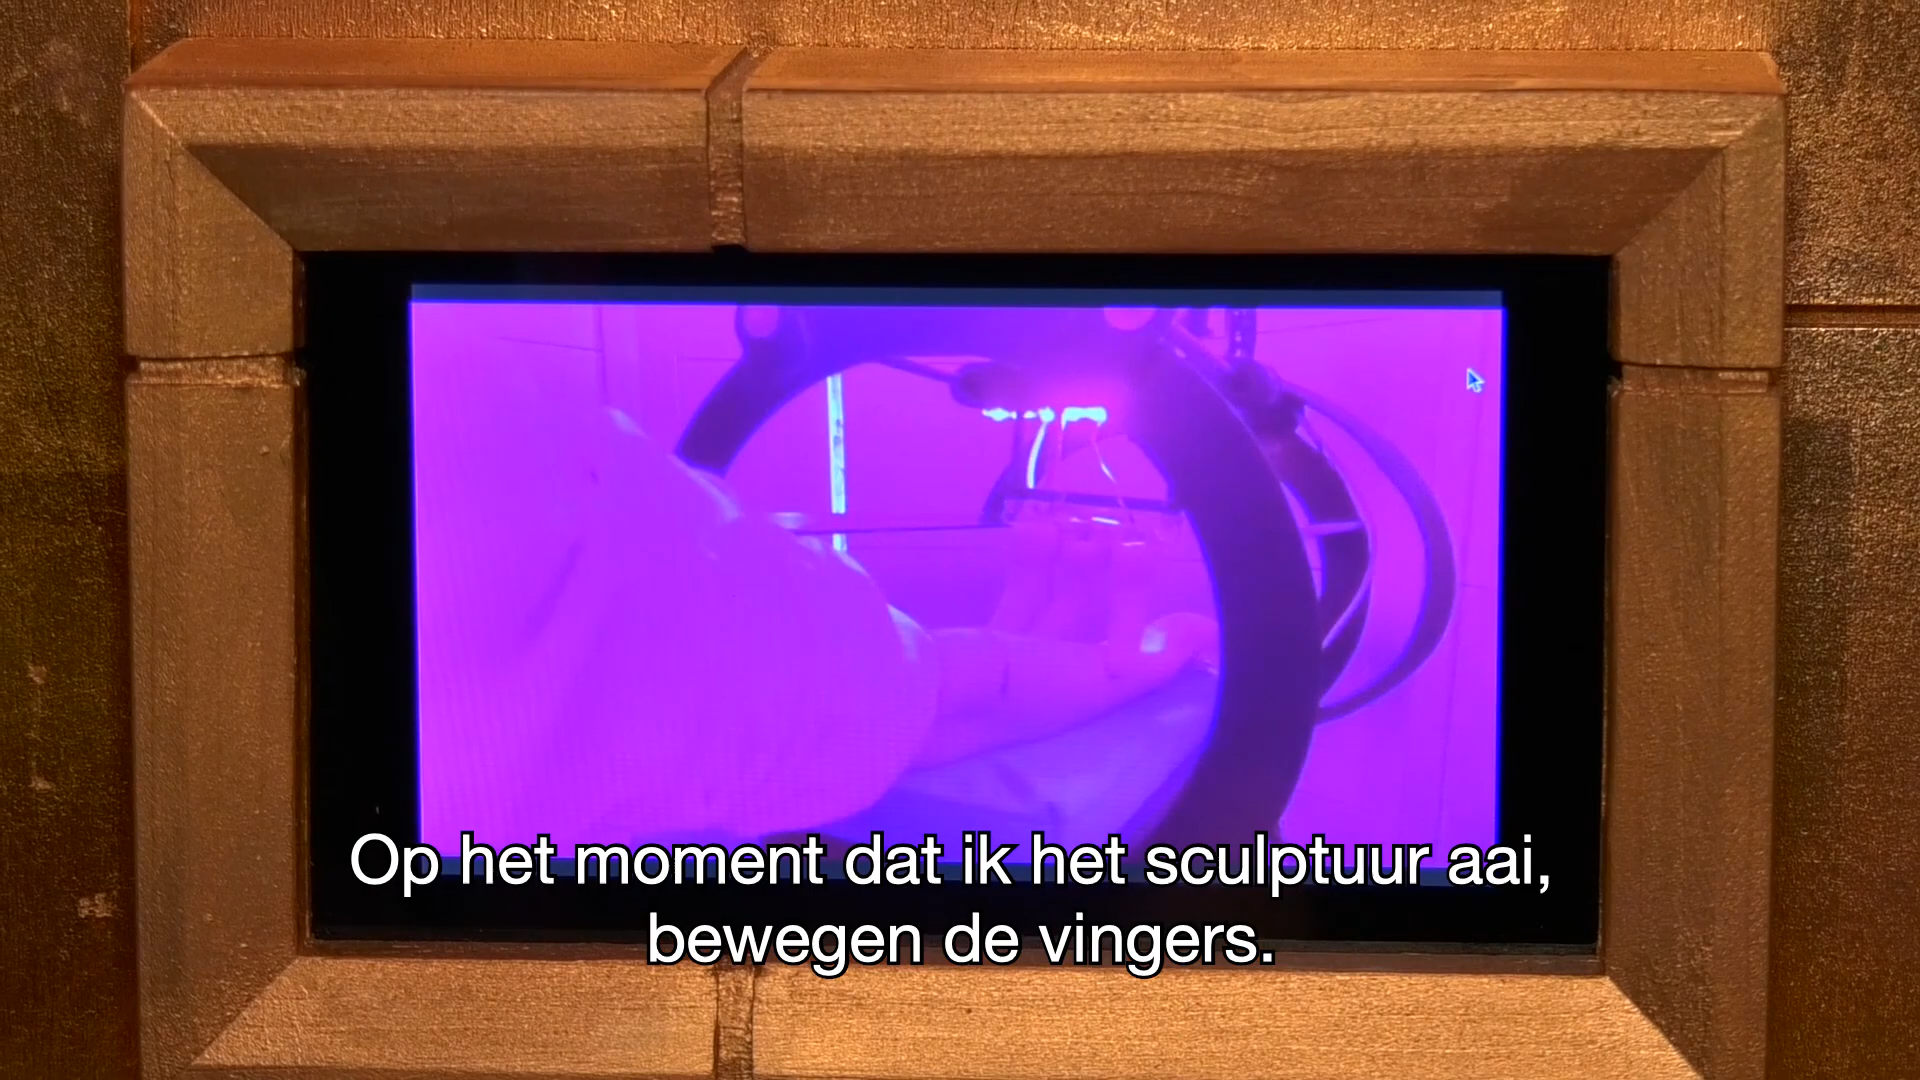 Op het moment dat ik het sculptuur aai,
bewegen de vingers.